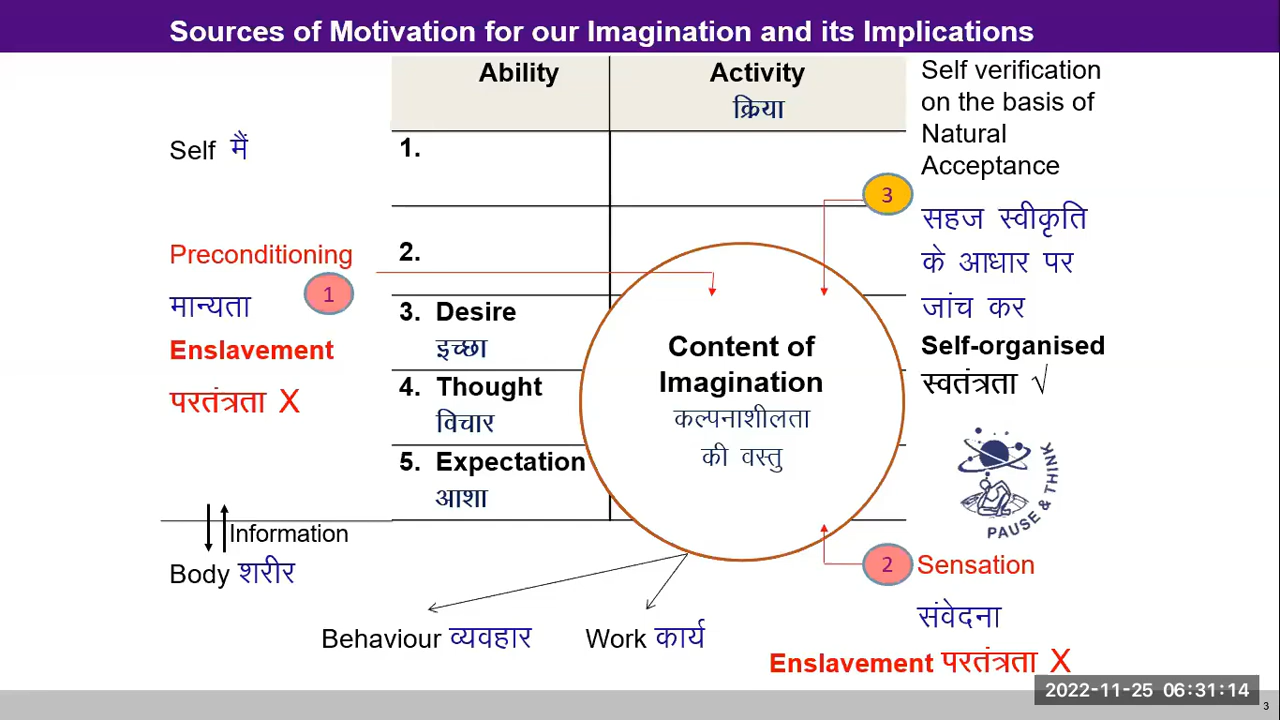 Sources of Motivation for our Imagination and its Implications
Ability
Activity
क्रिया
Self verification
on the basis of
Natural
Acceptance
सहज स्वीकृति
के आधार पर
जांच कर
Self-organised
स्वतंत्रता √
Self मैं
1.
3
Preconditioning
मान्यता
1
Enslavement
परतंत्रता X
2.
3. Desire
इच्छा
4. Thought
विचार
5. Expectation
आशा
Content of
Imagination
कल्पनाशीलता
की वस्तु
PAUSE & THINK
Information
Body शरीर
2
Sensation
संवेदना
Behaviour व्यवहार
Work कार्य
Enslavement परतंत्रता X
2022-11-25 06:31:14
3